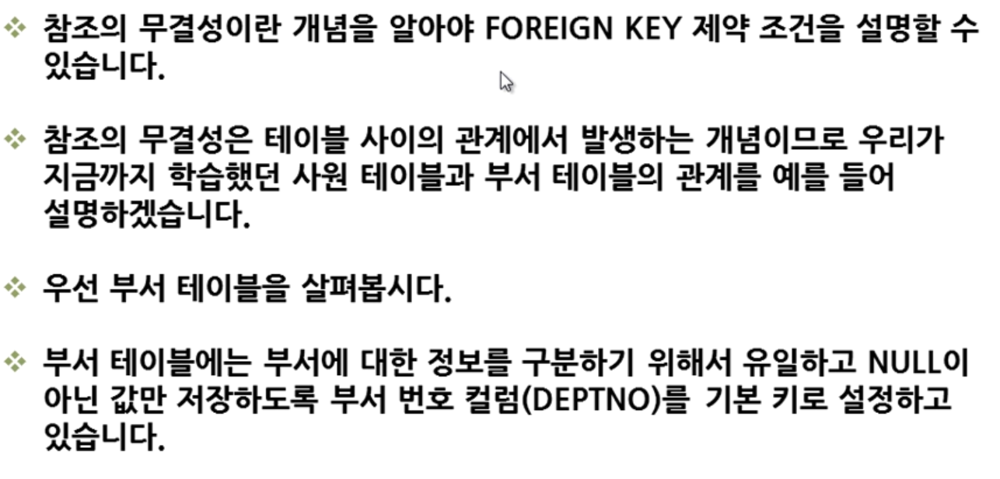 ❖ 참조의 무결성이란 개념을 알아야 FOREIGN KEY 제약 조건을 설명할 수
있습니다.
❖ 참조의 무결성은 테이블 사이의 관계에서 발생하는 개념이므로 우리가
지금까지 학습했던 사원 테이블과 부서 테이블의 관계를 예를 들어
설명하겠습니다.
❖ 우선 부서 테이블을 살펴봅시다.
❖ 부서 테이블에는 부서에 대한 정보를 구분하기 위해서 유일하고 NULL이
아닌 값만 저장하도록 부서 번호 컬럼(DEPTNO)를 기본 키로 설정하고
있습니다.